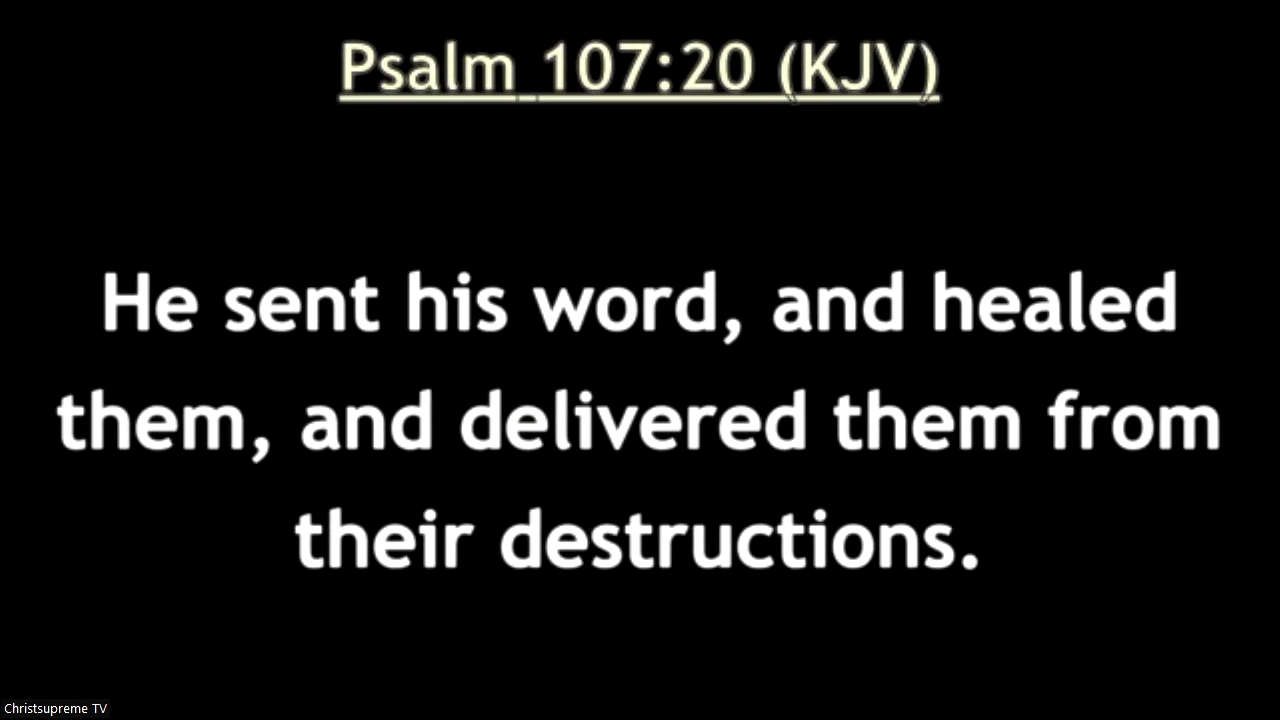 Psalm 107:20 (KJV)
He sent his word, and healed
them, and delivered them from
their destructions.
Christsupreme TV